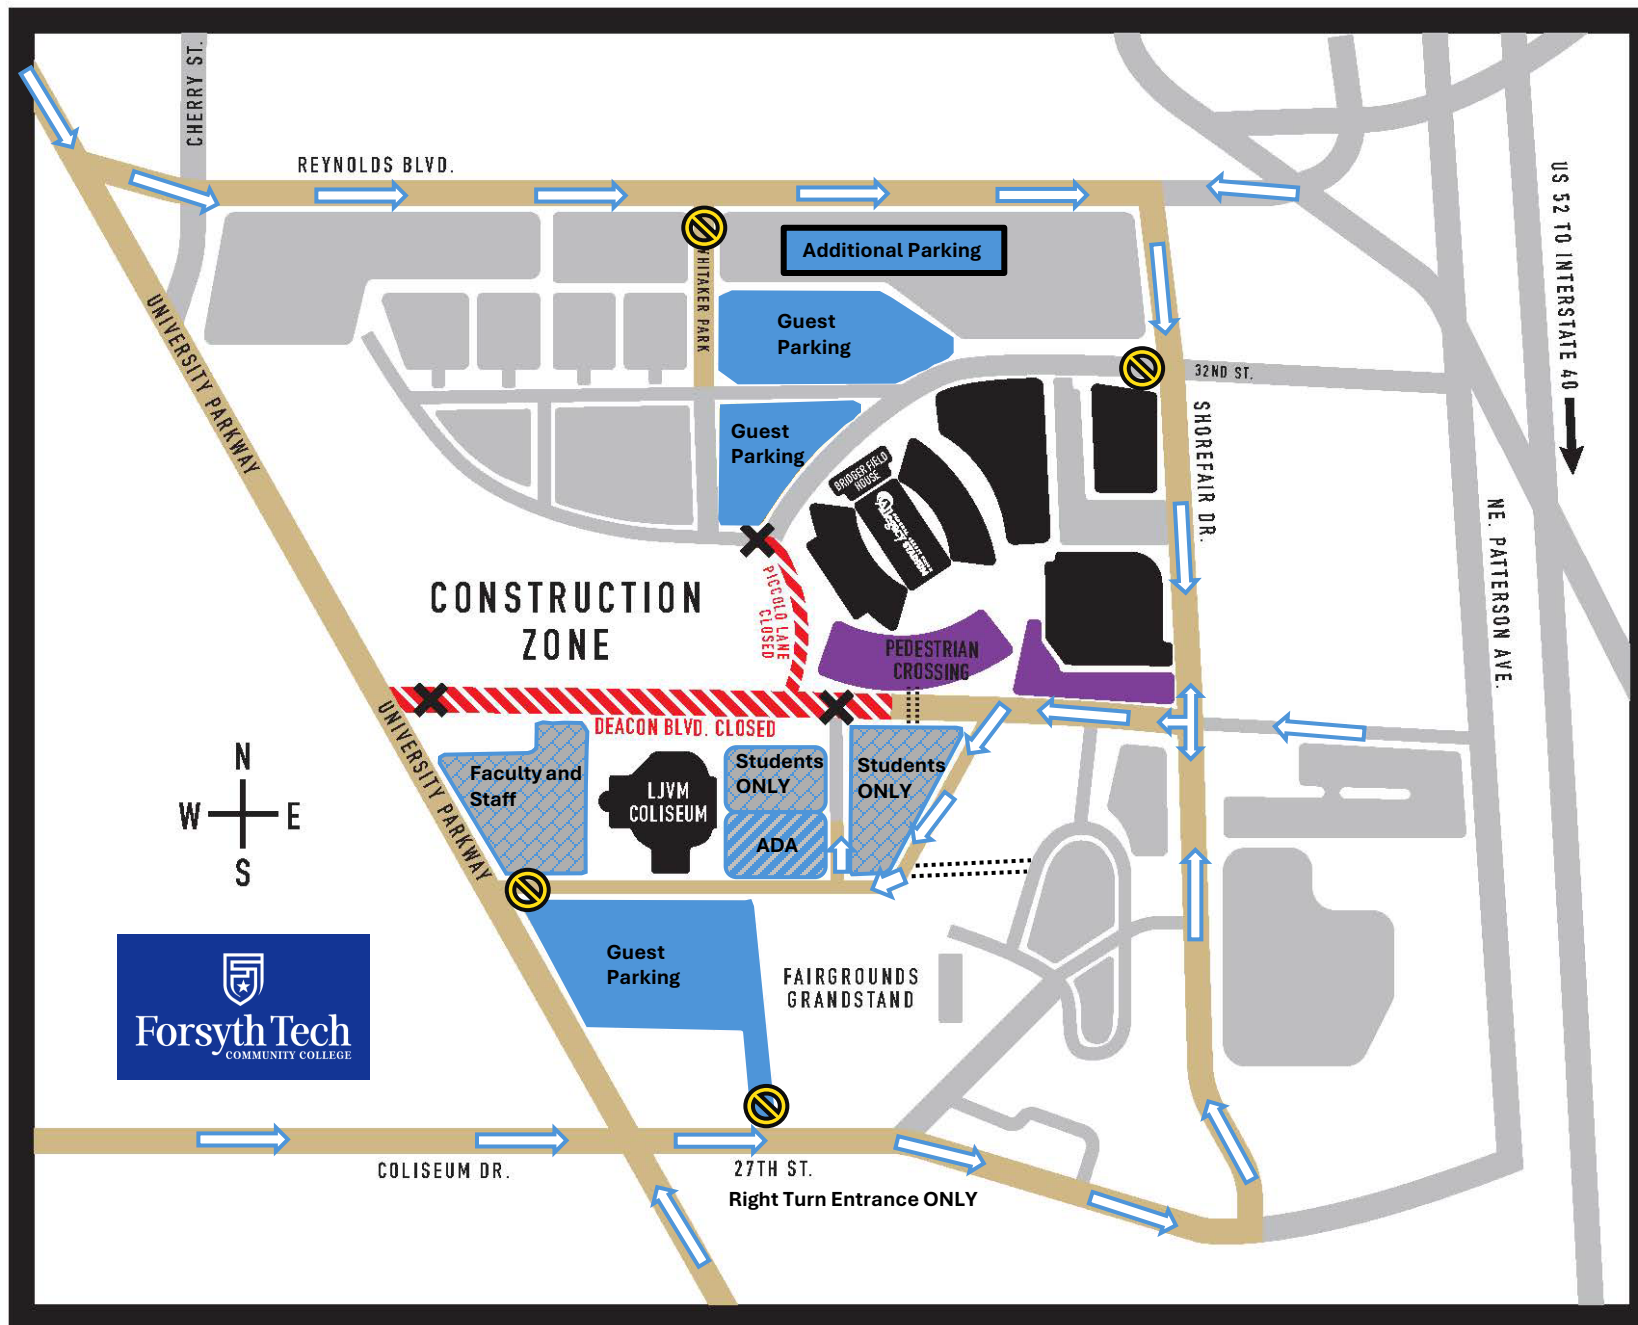 CHERRY ST.
REYNOLDS BLVD.
Additional Parking
US 52 TO INTERSTATE 40
UNIVERSITY PARKWAY
WHITAKER PARK
Guest
Parking
32ND ST.
SHOREFAIR DR.
Guest
Parking
BRIDGER FIELD
HOUSE
NE. PATTERSON AVE.
CONSTRUCTION
ZONE
PICCOLO LANE
CLOSED
PEDESTRIAN
CROSSING
DEACON BLVD. CLOSED
UNIVERSITY PARKWAY
N
W
E
S
Faculty and
Staff
LJVM
COLISEUM
Students
ONLY
Students
ONLY
ADA
Guest
Parking
FAIRGROUNDS
GRANDSTAND
Forsyth Tech
COMMUNITY COLLEGE
COLISEUM DR.
27TH ST.
Right Turn Entrance ONLY